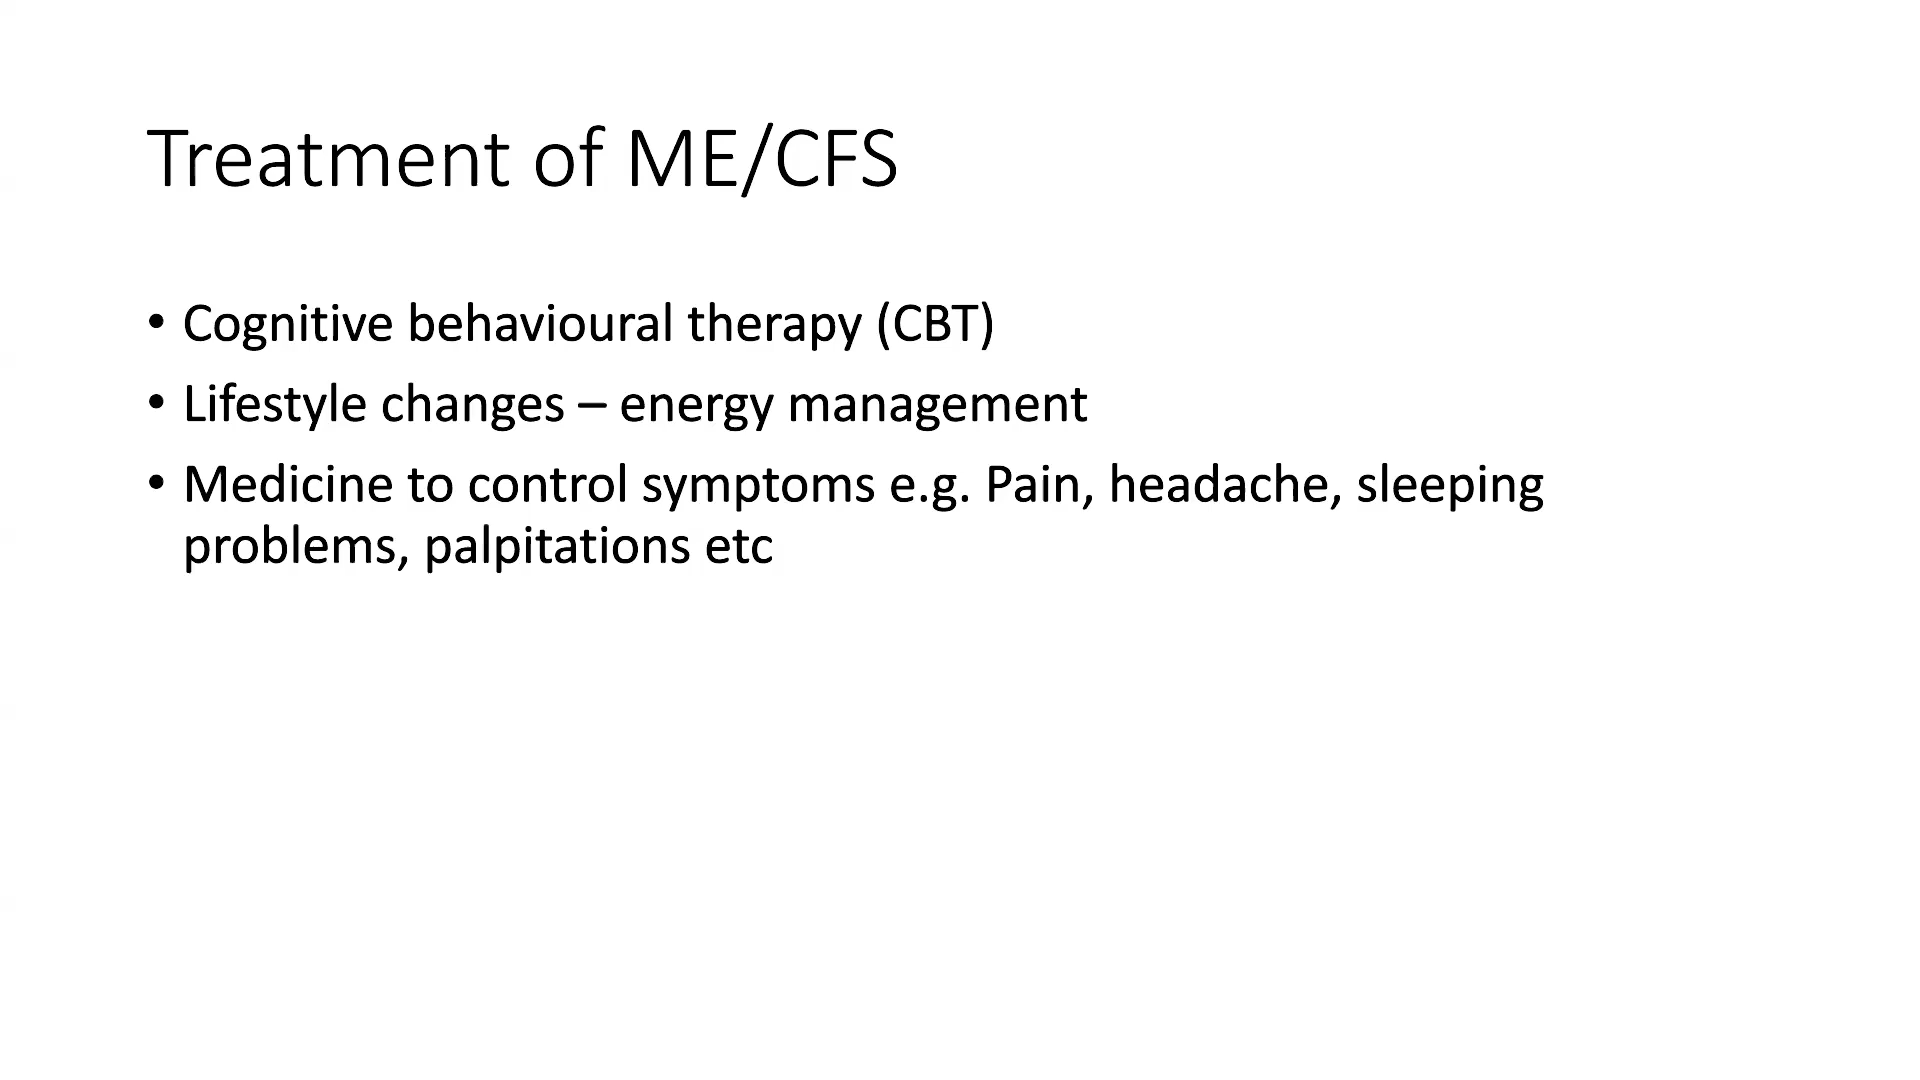 Treatment of ME/CFS
• Cognitive behavioural therapy (CBT)
• Lifestyle changes – energy management
• Medicine to control symptoms e.g. Pain, headache, sleeping
problems, palpitations etc